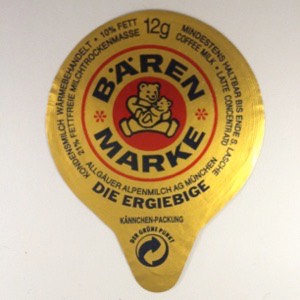 KONDENSMILCH WÄRMEBEHANDELT • 10% FETT
21% FETTFREIE MILCHTROCKENMASSE
12g
MINDESTENS HALTBAR BIS ENDE S. LASCHE
COFFEE MILK • LATTE CONCENTRATO
BÄREN
MARKE
ALLGÄUER ALPENMILCH AG MÜNCHEN
DIE ERGIEBIGE
KÄNNCHEN-PACKUNG
DER GRÜNE PUNKT